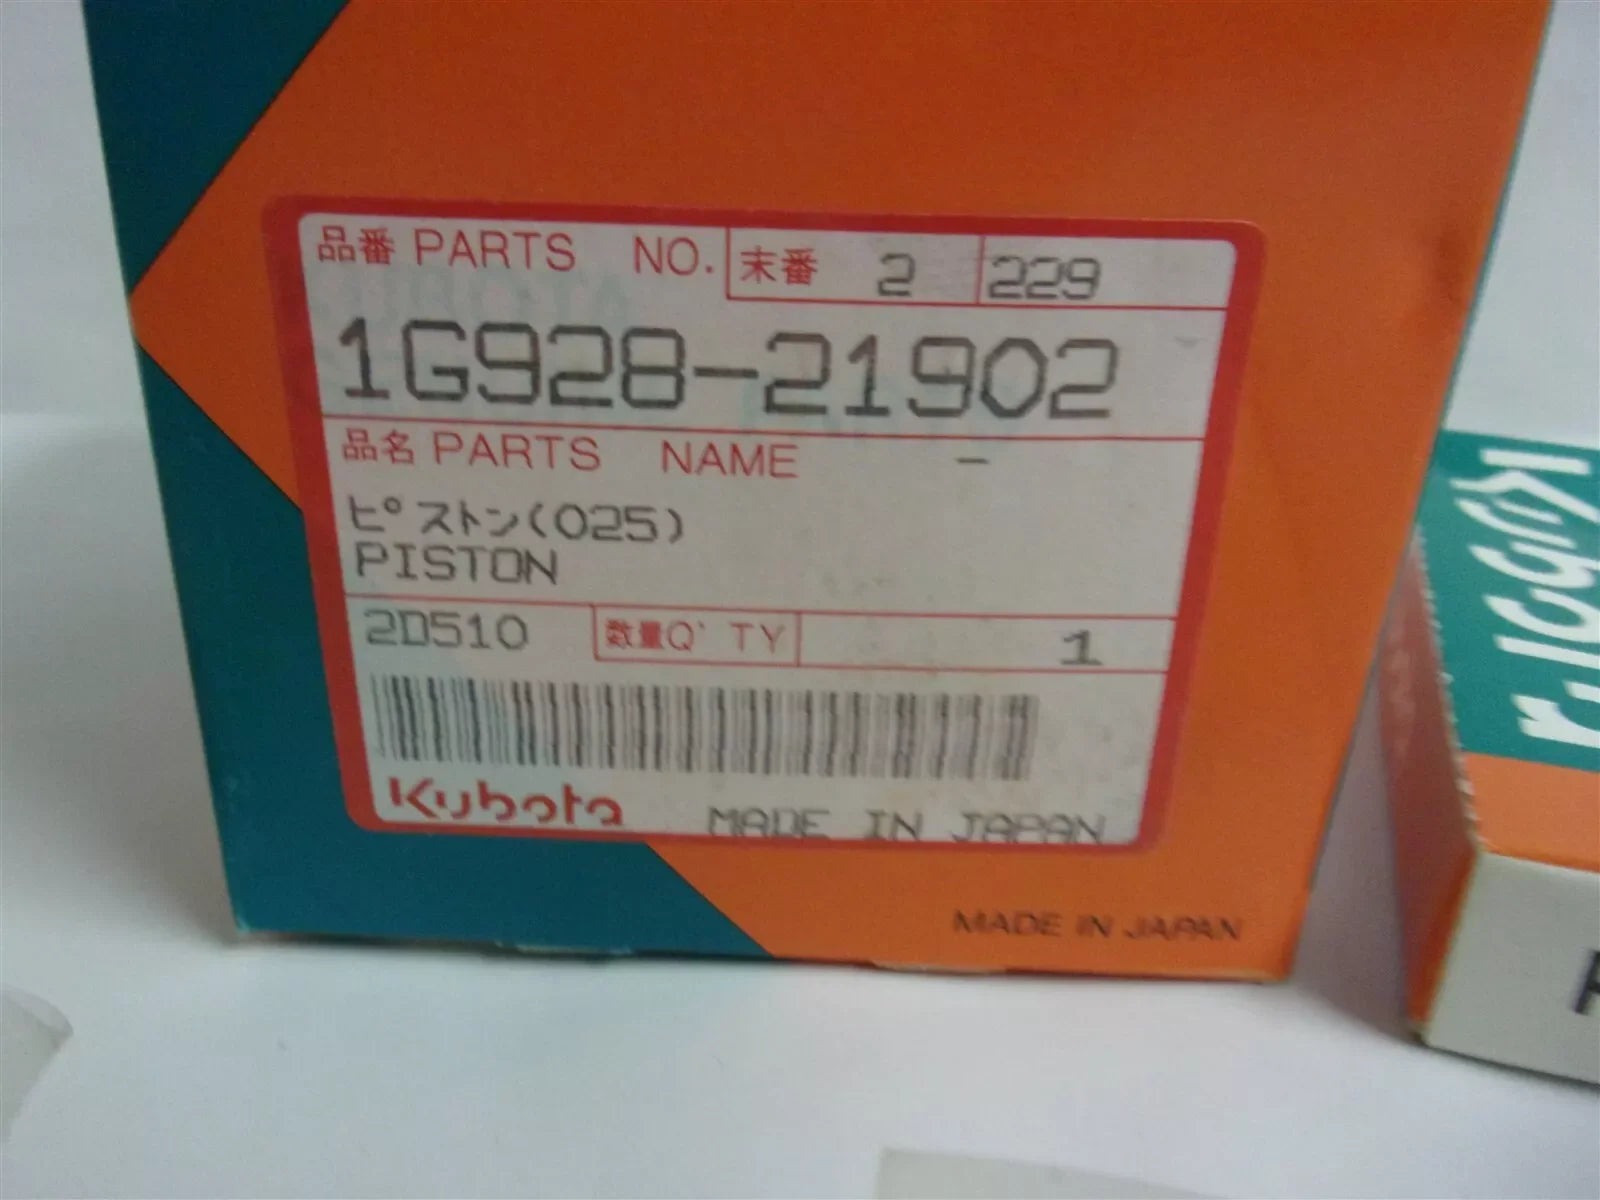 品番 PARTS NO. 末番 2 229
1G928-21902
品名 PARTS NAME -
ピストン(025)
PISTON
2D510 数量Q'TY 1
Kubota MADE IN JAPAN
MADE IN JAPAN
Kubota